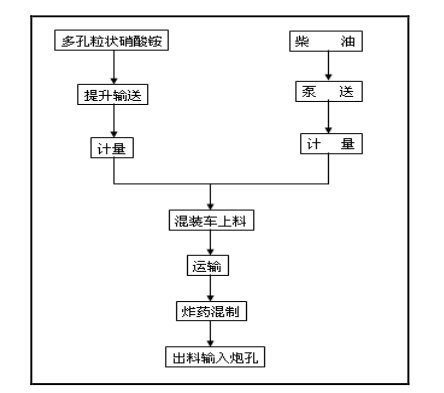 多孔粒状硝酸铵
柴 油
提升输送
泵 送
计量
计 量
混装车上料
运输
炸药混制
出料输入炮孔